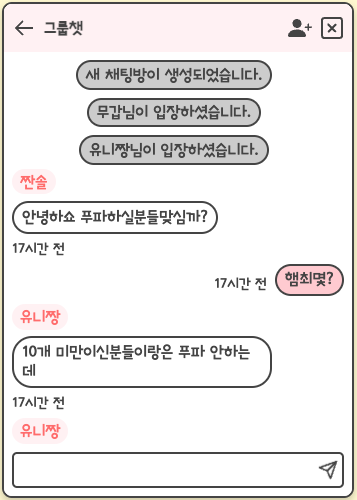 그룹챗
새 채팅방이 생성되었습니다.
무갑님이 입장하셨습니다.
유니짱님이 입장하셨습니다.
짠솔
안녕하쇼 푸파하실분들맞심까?
17시간 전
17시간 전 햄최몇?
유니짱
10개 미만이신분들이랑은 푸파 안하는
데
17시간 전
유니짱